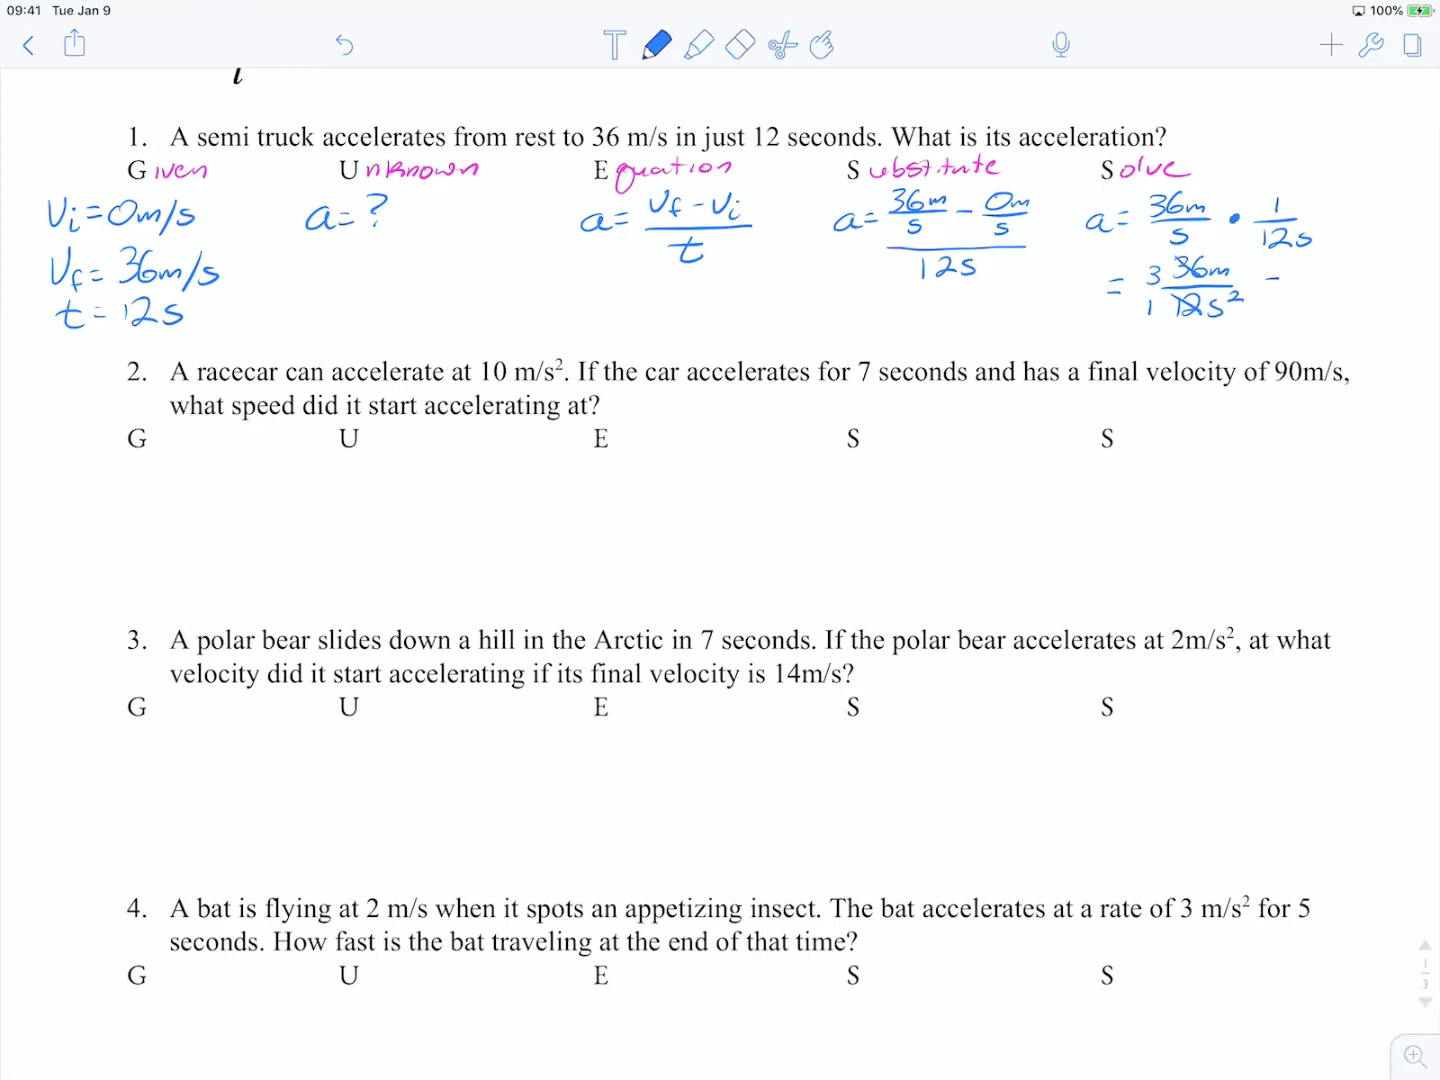 09:41 Tue Jan 9 100%
T
t
1. A semi truck accelerates from rest to 36 m/s in just 12 seconds. What is its acceleration?
Given Unknown Equation Substitute Solve
Vi = 0m/s a = ? a = Vf - Vi / t a = 36m/s - 0m/s / 12s a = 36m/s • 1/12s
Vf = 36m/s = 3 36m / 1 12s² =
t = 12s
2. A racecar can accelerate at 10 m/s². If the car accelerates for 7 seconds and has a final velocity of 90m/s,
what speed did it start accelerating at?
G U E S S
3. A polar bear slides down a hill in the Arctic in 7 seconds. If the polar bear accelerates at 2m/s², at what
velocity did it start accelerating if its final velocity is 14m/s?
G U E S S
4. A bat is flying at 2 m/s when it spots an appetizing insect. The bat accelerates at a rate of 3 m/s² for 5
seconds. How fast is the bat traveling at the end of that time?
G U E S S
1
3